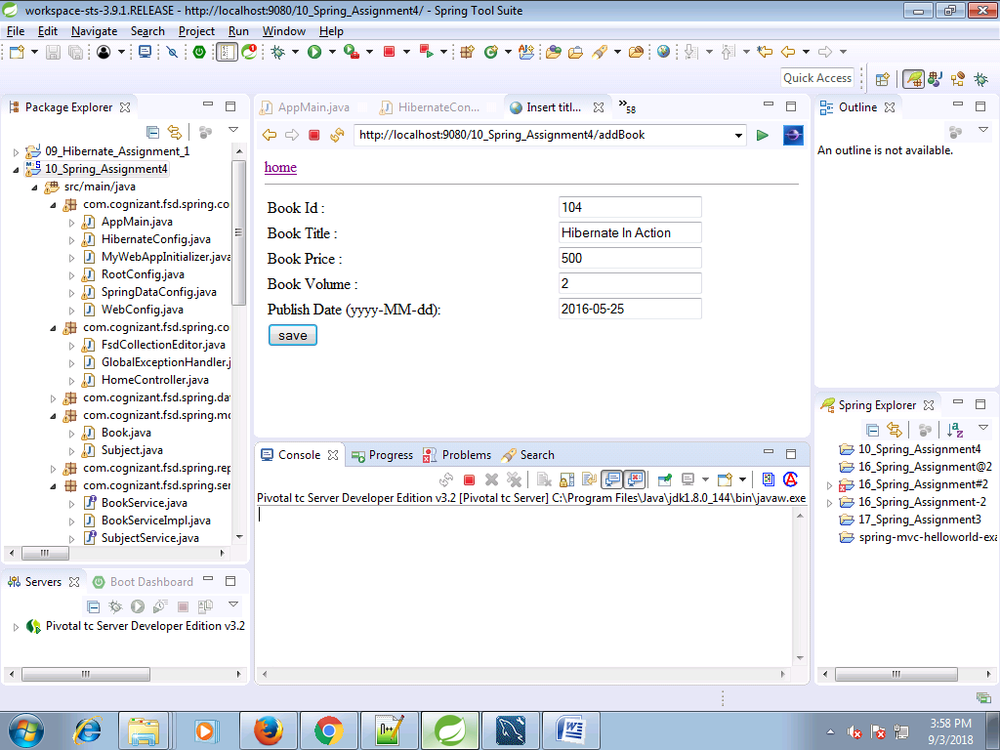 workspace-sts-3.9.1.RELEASE - http://localhost:9080/10_Spring_Assignment4/ - Spring Tool Suite
File Edit Navigate Search Project Run Window Help
Quick Access
Package Explorer
09_Hibernate_Assignment_1
10_Spring_Assignment4
src/main/java
com.cognizant.fsd.spring.co
AppMain.java
HibernateConfig.java
MyWebAppInitializer.java
RootConfig.java
SpringDataConfig.java
WebConfig.java
com.cognizant.fsd.spring.co
FsdCollectionEditor.java
GlobalExceptionHandler.j
HomeController.java
com.cognizant.fsd.spring.da
com.cognizant.fsd.spring.mo
Book.java
Subject.java
com.cognizant.fsd.spring.rep
com.cognizant.fsd.spring.ser
BookService.java
BookServiceImpl.java
SubjectService.java
Servers Boot Dashboard
Pivotal tc Server Developer Edition v3.2
AppMain.java HibernateCon... Insert titl... »58
http://localhost:9080/10_Spring_Assignment4/addBook
home
Book Id : 104
Book Title : Hibernate In Action
Book Price : 500
Book Volume : 2
Publish Date (yyyy-MM-dd): 2016-05-25
save
Console Progress Problems Search
Pivotal tc Server Developer Edition v3.2 [Pivotal tc Server] C:\Program Files\Java\jdk1.8.0_144\bin\javaw.exe
Outline
An outline is not available.
Spring Explorer
10_Spring_Assignment4
16_Spring_Assignment@2
16_Spring_Assignment#2
16_Spring_Assignment-2
17_Spring_Assignment3
spring-mvc-helloworld-exa
3:58 PM
9/3/2018